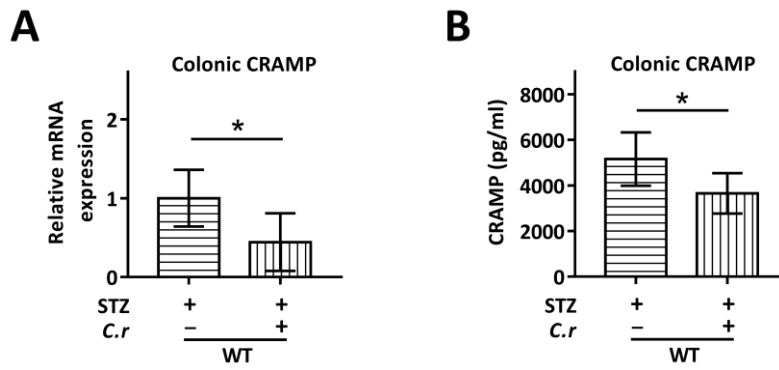 A
Colonic CRAMP
Relative mRNA
expression
2
1
0
*
STZ + +
C.r – +
WT
B
Colonic CRAMP
CRAMP (pg/ml)
8000
6000
4000
2000
0
*
STZ + +
C.r – +
WT